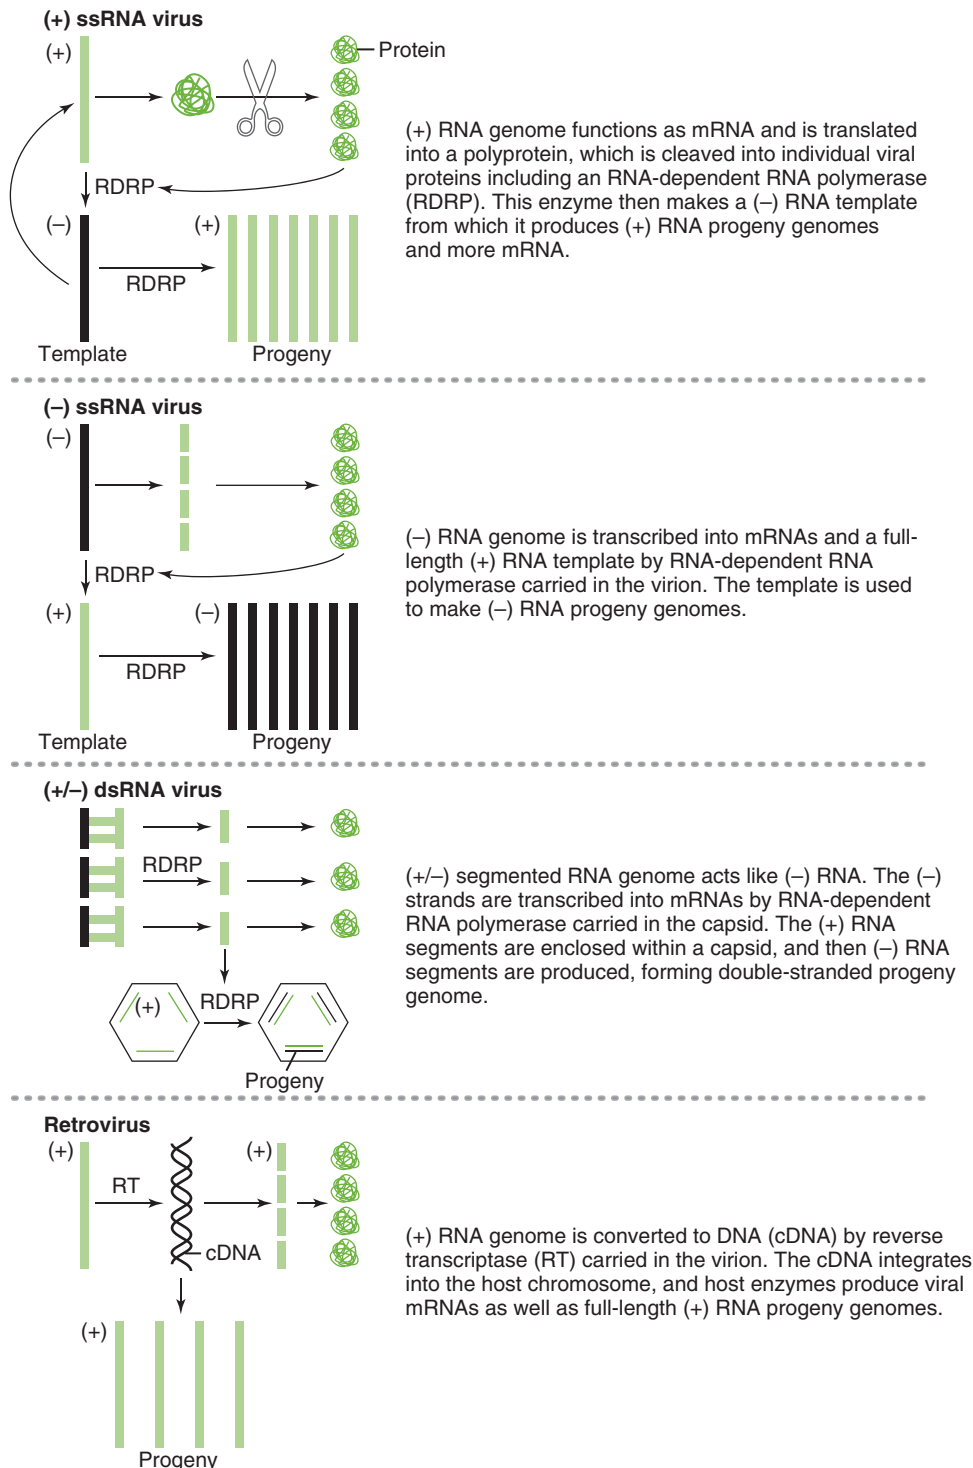 (+) ssRNA virus
(+)
Protein
RDRP
(–)
(+)
RDRP
Template
Progeny
(+) RNA genome functions as mRNA and is translated
into a polyprotein, which is cleaved into individual viral
proteins including an RNA-dependent RNA polymerase
(RDRP). This enzyme then makes a (–) RNA template
from which it produces (+) RNA progeny genomes
and more mRNA.
(–) ssRNA virus
(–)
RDRP
(+)
(–)
RDRP
Template
Progeny
(–) RNA genome is transcribed into mRNAs and a full-
length (+) RNA template by RNA-dependent RNA
polymerase carried in the virion. The template is used
to make (–) RNA progeny genomes.
(+/–) dsRNA virus
RDRP
(+)
RDRP
Progeny
(+/–) segmented RNA genome acts like (–) RNA. The (–)
strands are transcribed into mRNAs by RNA-dependent
RNA polymerase carried in the capsid. The (+) RNA
segments are enclosed within a capsid, and then (–) RNA
segments are produced, forming double-stranded progeny
genome.
Retrovirus
(+)
RT
cDNA
(+)
(+)
Progeny
(+) RNA genome is converted to DNA (cDNA) by reverse
transcriptase (RT) carried in the virion. The cDNA integrates
into the host chromosome, and host enzymes produce viral
mRNAs as well as full-length (+) RNA progeny genomes.